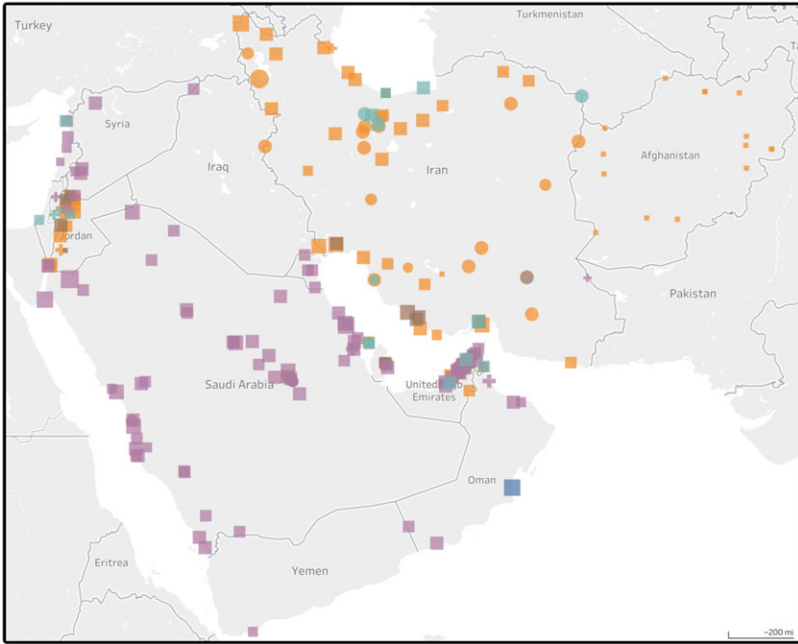 Turkmenistan
Turkey
Syria
Afghanistan
Iraq
Iran
Jordan
Pakistan
Saudi Arabia
United Arab
Emirates
Oman
Eritrea
Yemen
~200 mi